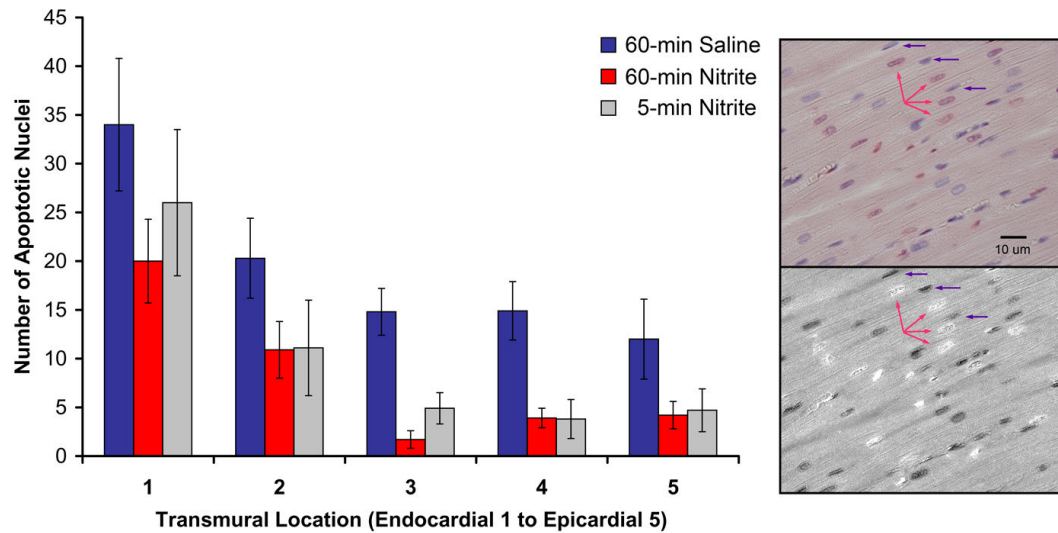 45
40
35
30
25
20
15
10
5
0
Number of Apoptotic Nuclei
60-min Saline
60-min Nitrite
5-min Nitrite
1 2 3 4 5
Transmural Location (Endocardial 1 to Epicardial 5)
10 um